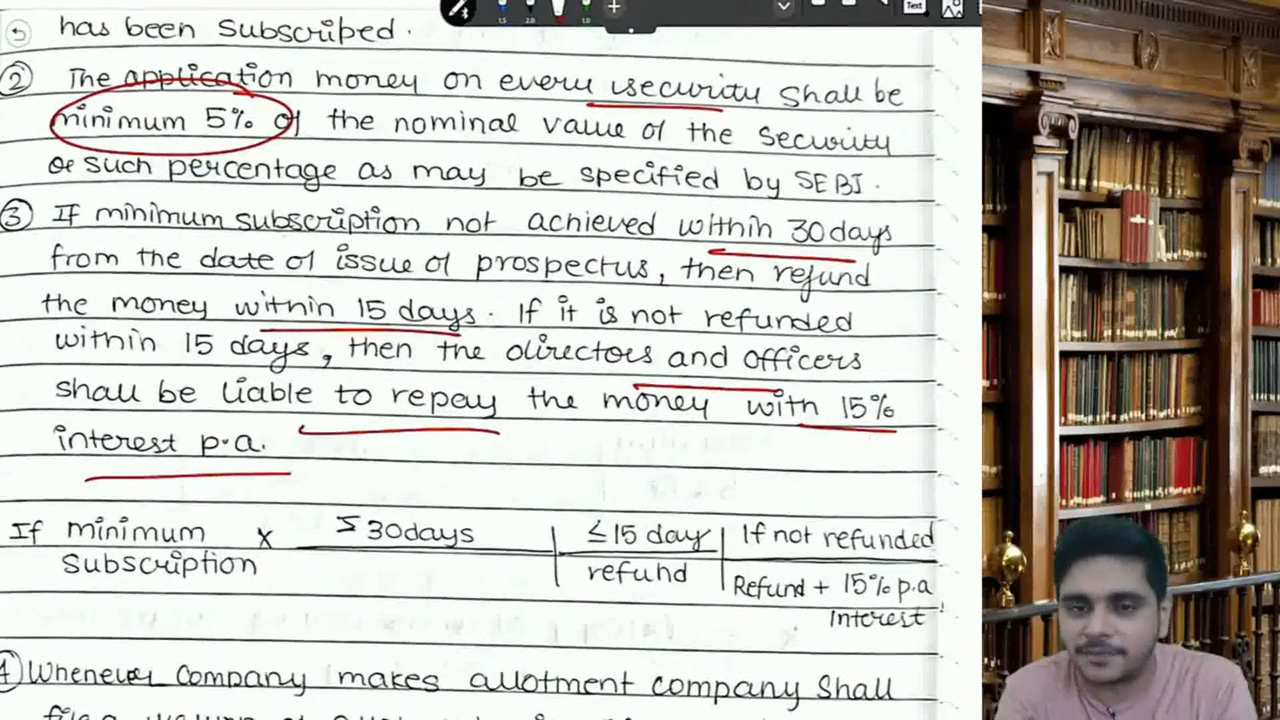 has been Subscribed.
② The application money on every security shall be
minimum 5% of the nominal value of the Security
or such percentage as may be specified by SEBI.
③ If minimum subscription not achieved within 30 days
from the date of issue of prospectus, then refund
the money within 15 days. If it is not refunded
within 15 days, then the directors and officers
shall be liable to repay the money with 15%
interest p.a.
If minimum x ≤ 30days ≤ 15 day If not refunded
Subscription refund Refund + 15% p.a
interest
④ Whenever Company makes allotment company Shall
Text